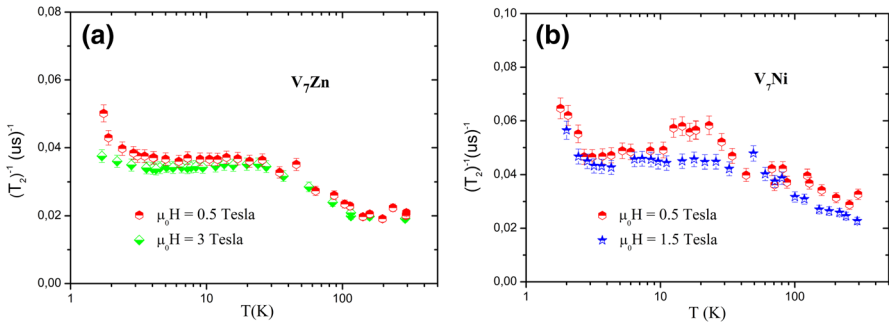 (a)
V7Zn
0,08
0,06
0,04
0,02
0,00
(T2)-1 (us)-1
μ0H = 0.5 Tesla
μ0H = 3 Tesla
1 10 100
T(K)
(b)
V7Ni
0,10
0,08
0,06
0,04
0,02
0,00
(T2)-1(us)-1
μ0H = 0.5 Tesla
μ0H = 1.5 Tesla
1 10 100
T (K)